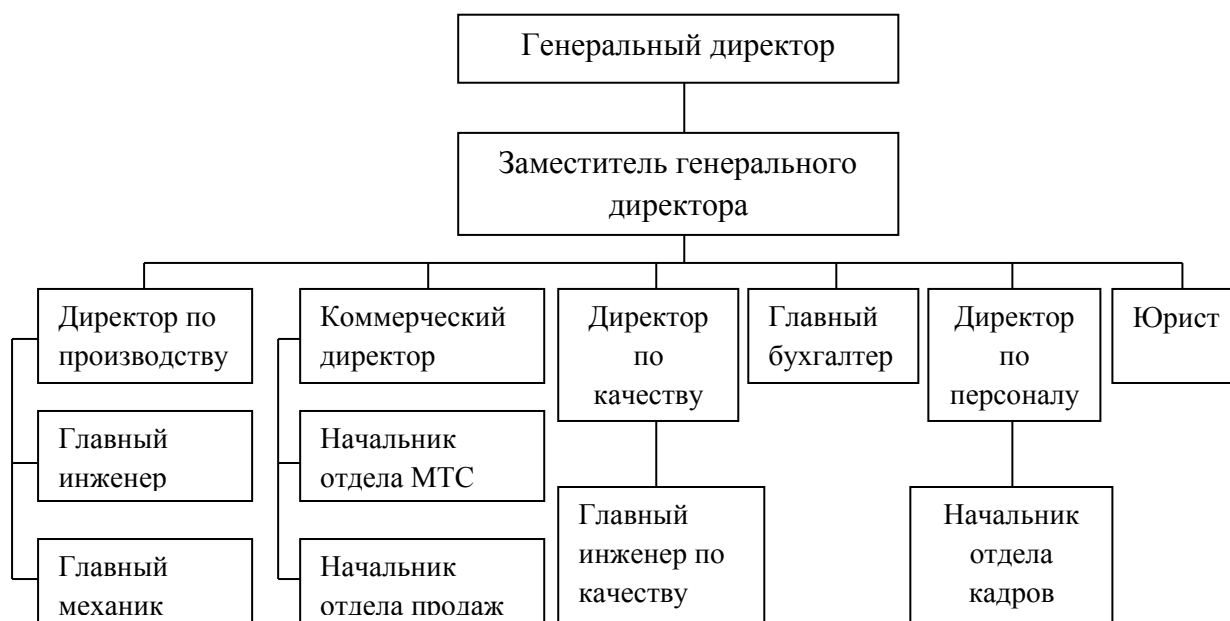 Генеральный директор
Заместитель генерального
директора
Директор по
производству
Коммерческий
директор
Директор
по
качеству
Главный
бухгалтер
Директор
по
персоналу
Юрист
Главный
инженер
Начальник
отдела МТС
Главный
инженер по
качеству
Начальник
отдела
кадров
Главный
механик
Начальник
отдела продаж